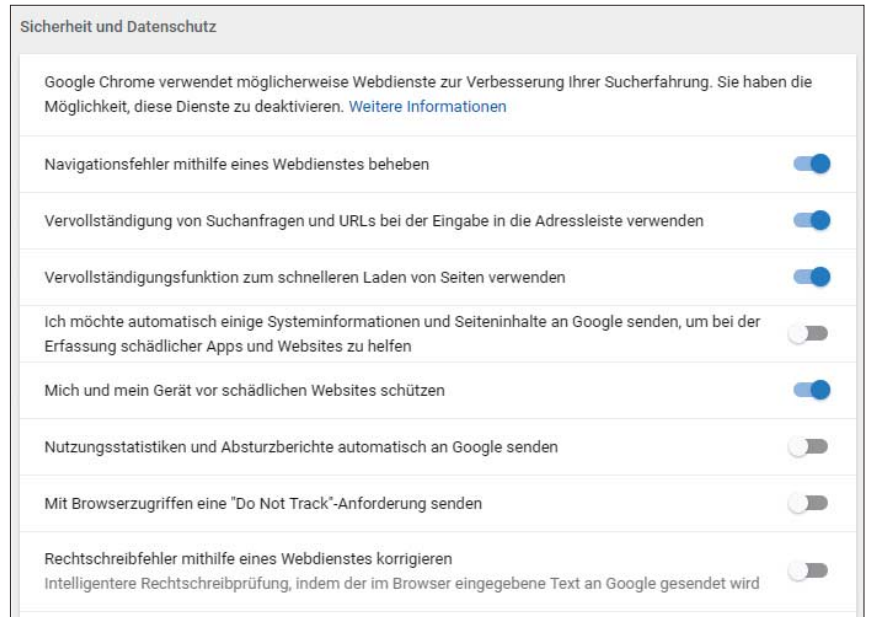 Sicherheit und Datenschutz
Google Chrome verwendet möglicherweise Webdienste zur Verbesserung Ihrer Sucherfahrung. Sie haben die
Möglichkeit, diese Dienste zu deaktivieren. Weitere Informationen
Navigationsfehler mithilfe eines Webdienstes beheben
Vervollständigung von Suchanfragen und URLs bei der Eingabe in die Adressleiste verwenden
Vervollständigungsfunktion zum schnelleren Laden von Seiten verwenden
Ich möchte automatisch einige Systeminformationen und Seiteninhalte an Google senden, um bei der
Erfassung schädlicher Apps und Websites zu helfen
Mich und mein Gerät vor schädlichen Websites schützen
Nutzungsstatistiken und Absturzberichte automatisch an Google senden
Mit Browserzugriffen eine "Do Not Track"-Anforderung senden
Rechtschreibfehler mithilfe eines Webdienstes korrigieren
Intelligentere Rechtschreibprüfung, indem der im Browser eingegebene Text an Google gesendet wird